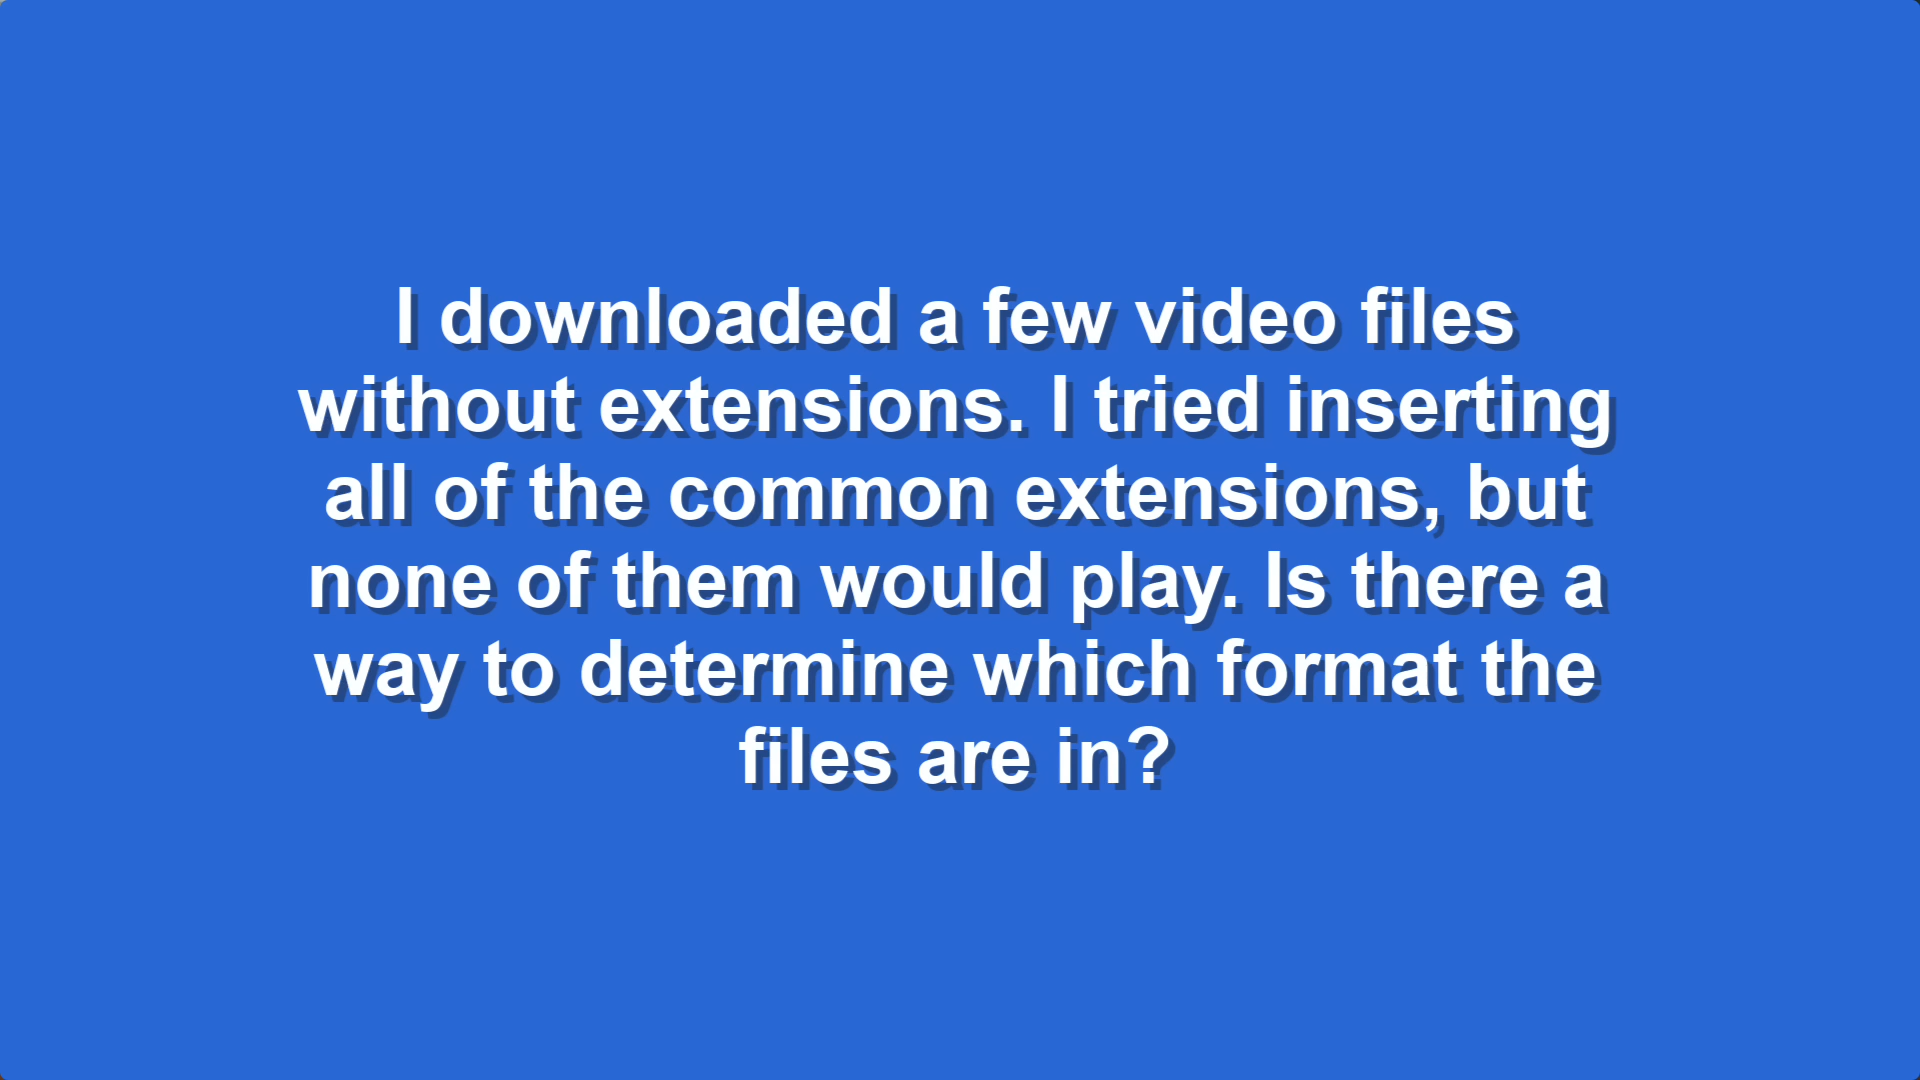 I downloaded a few video files
without extensions. I tried inserting
all of the common extensions, but
none of them would play. Is there a
way to determine which format the
files are in?